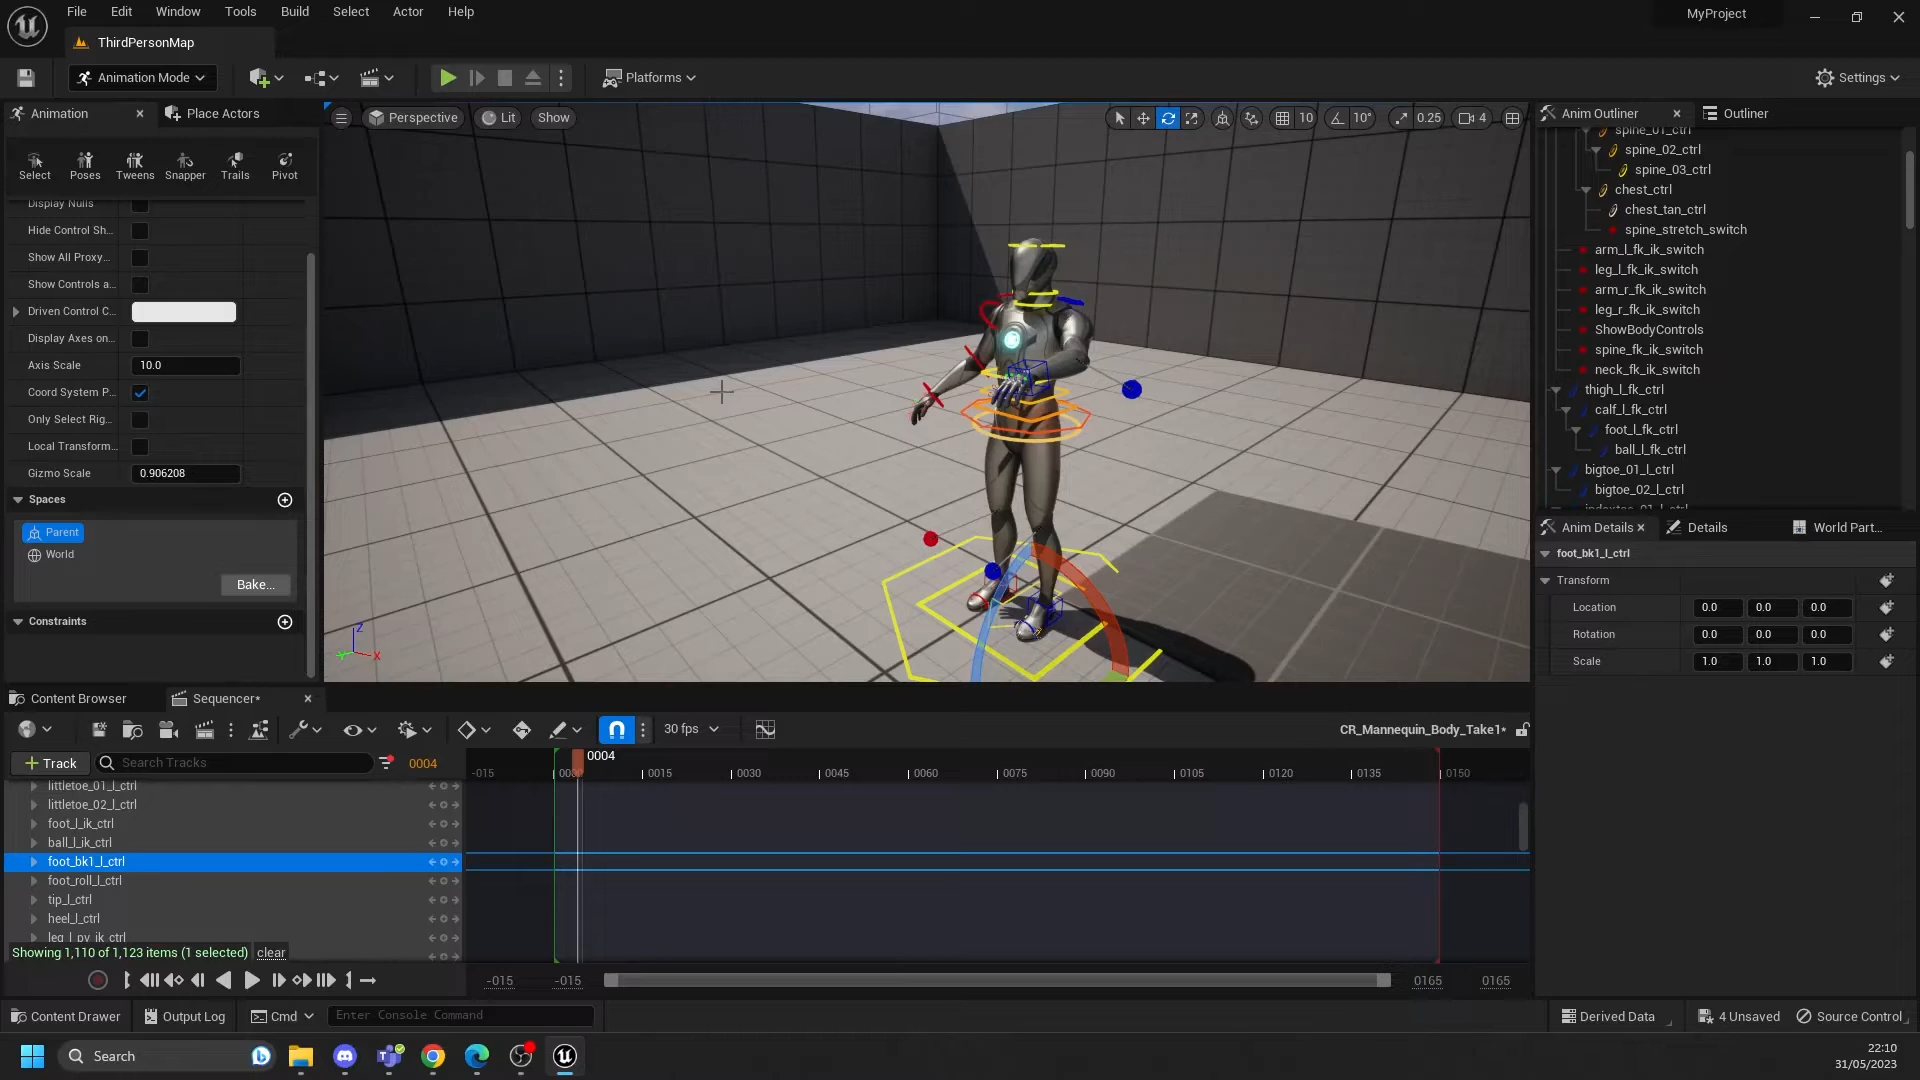 File Edit Window Tools Build Select Actor Help
MyProject
ThirdPersonMap
Animation Mode
Platforms
Settings
Animation
Place Actors
Select Poses Tweens Snapper Trails Pivot
Display Nulls
Hide Control Sh...
Show All Proxy...
Show Controls a...
Driven Control C...
Display Axes on...
Axis Scale 10.0
Coord System P...
Only Select Rig...
Local Transform...
Gizmo Scale 0.906208
Spaces
Parent
World
Bake...
Constraints
Perspective Lit Show
10 10° 0.25 4
Z
X
Anim Outliner
Outliner
spine_01_ctrl
spine_02_ctrl
spine_03_ctrl
chest_ctrl
chest_tan_ctrl
spine_stretch_switch
arm_l_fk_ik_switch
leg_l_fk_ik_switch
arm_r_fk_ik_switch
leg_r_fk_ik_switch
ShowBodyControls
spine_fk_ik_switch
neck_fk_ik_switch
thigh_l_fk_ctrl
calf_l_fk_ctrl
foot_l_fk_ctrl
ball_l_fk_ctrl
bigtoe_01_l_ctrl
bigtoe_02_l_ctrl
Anim Details
Details
World Part...
foot_bk1_l_ctrl
Transform
Location 0.0 0.0 0.0
Rotation 0.0 0.0 0.0
Scale 1.0 1.0 1.0
Content Browser
Sequencer*
30 fps
CR_Mannequin_Body_Take1*
+ Track
Search Tracks
0004
0004
-015 0000 0015 0030 0045 0060 0075 0090 0105 0120 0135 0150
littletoe_01_l_ctrl
littletoe_02_l_ctrl
foot_l_ik_ctrl
ball_l_ik_ctrl
foot_bk1_l_ctrl
foot_roll_l_ctrl
tip_l_ctrl
heel_l_ctrl
leg_l_pv_ik_ctrl
Showing 1,110 of 1,123 items (1 selected) clear
-015 -015 0165 0165
Content Drawer
Output Log
Cmd
Enter Console Command
Derived Data
4 Unsaved
Source Control
Search
22:10
31/05/2023